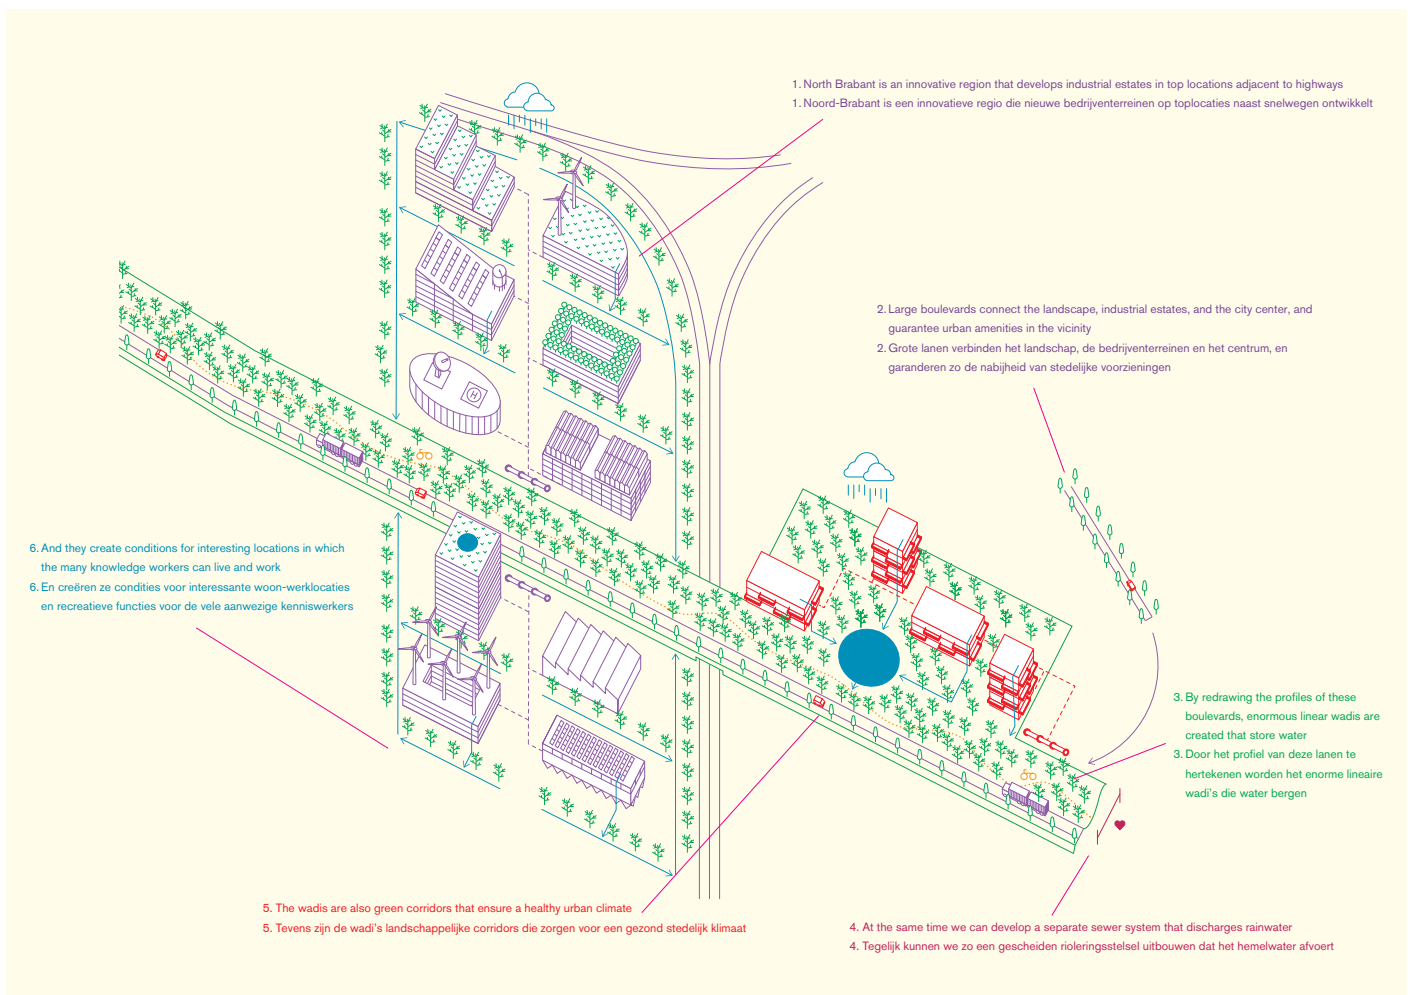 1. North Brabant is an innovative region that develops industrial estates in top locations adjacent to highways
1. Noord-Brabant is een innovatieve regio die nieuwe bedrijventerreinen op toplocaties naast snelwegen ontwikkelt
2. Large boulevards connect the landscape, industrial estates, and the city center, and
guarantee urban amenities in the vicinity
2. Grote lanen verbinden het landschap, de bedrijventerreinen en het centrum, en
garanderen zo de nabijheid van stedelijke voorzieningen
H
6. And they create conditions for interesting locations in which
the many knowledge workers can live and work
6. En creëren ze condities voor interessante woon-werklocaties
en recreatieve functies voor de vele aanwezige kenniswerkers
3. By redrawing the profiles of these
boulevards, enormous linear wadis are
created that store water
3. Door het profiel van deze lanen te
hertekenen worden het enorme lineaire
wadi's die water bergen
5. The wadis are also green corridors that ensure a healthy urban climate
5. Tevens zijn de wadi's landschappelijke corridors die zorgen voor een gezond stedelijk klimaat
4. At the same time we can develop a separate sewer system that discharges rainwater
4. Tegelijk kunnen we zo een gescheiden rioleringsstelsel uitbouwen dat het hemelwater afvoert